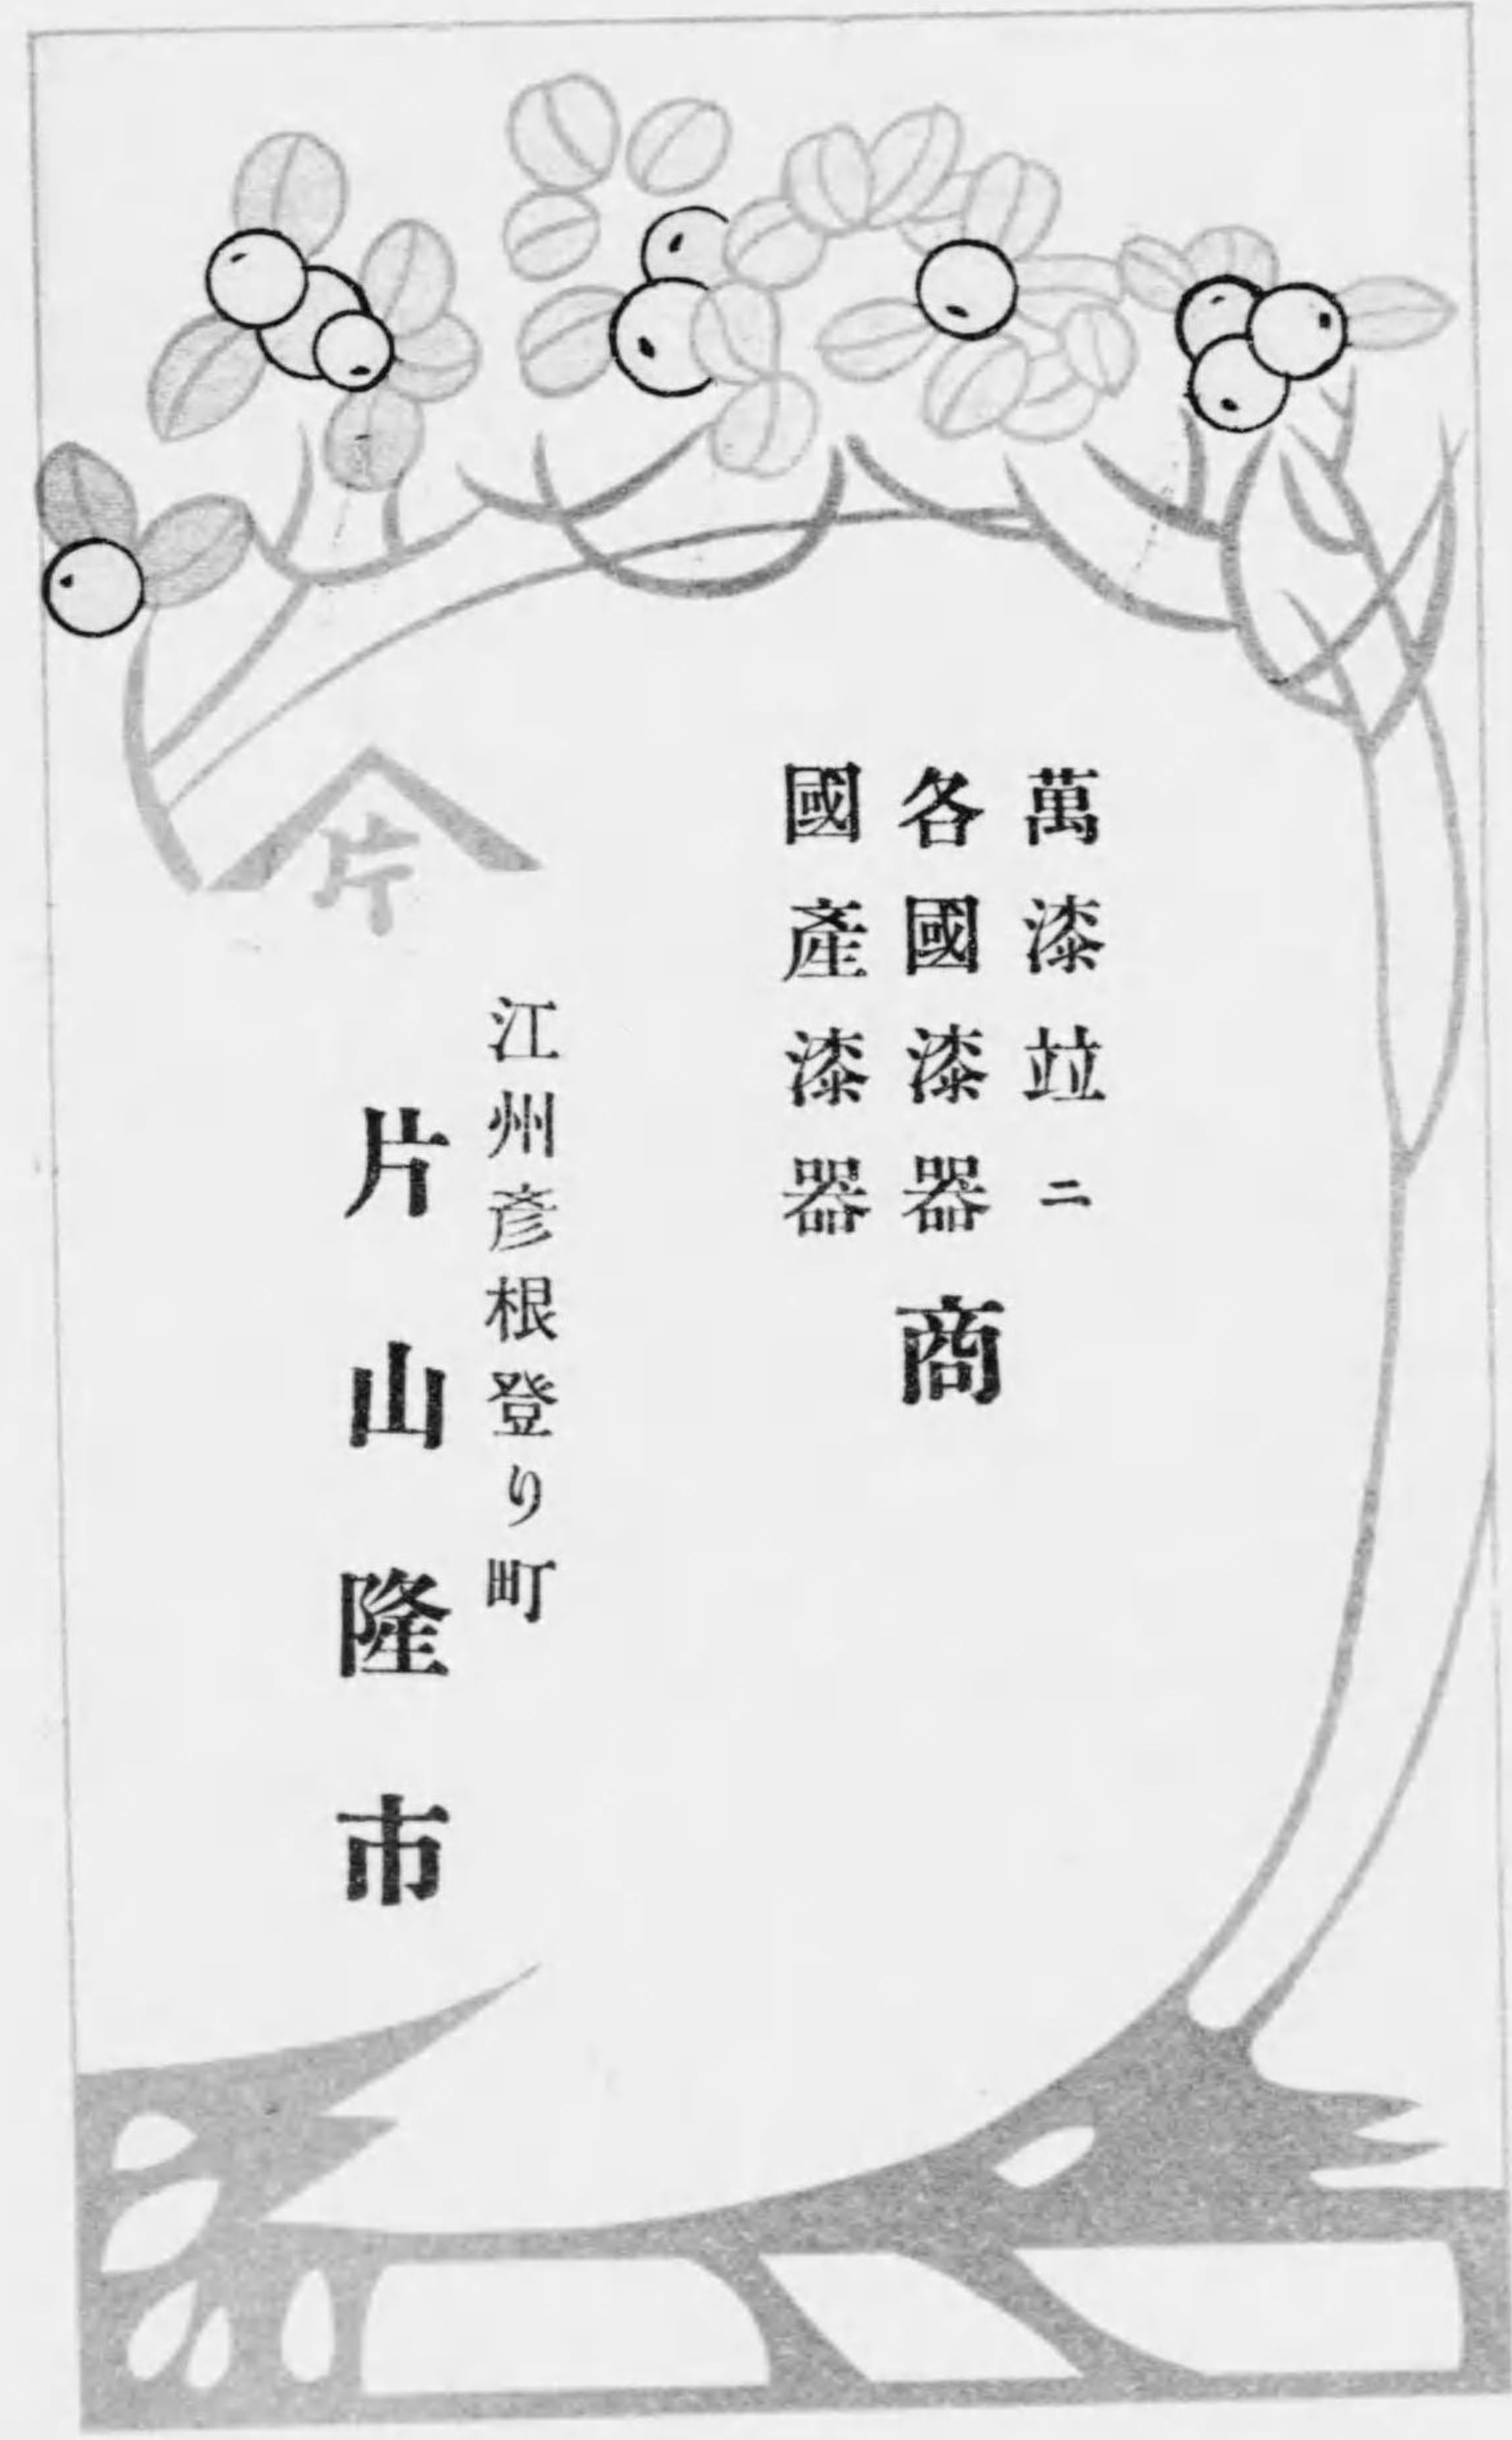 萬漆竝ニ
各國漆器
國產漆器
商
片
江州彥根登り町
片山隆市